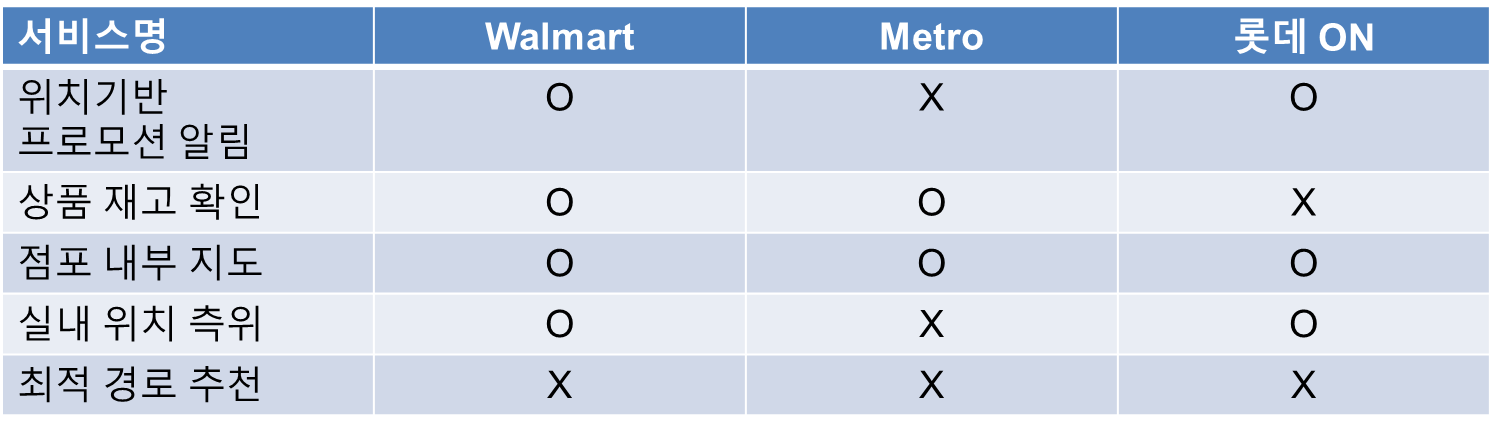 서비스명 Walmart Metro 롯데 ON
위치기반 O X O
프로모션 알림
상품 재고 확인 O O X
점포 내부 지도 O O O
실내 위치 측위 O X O
최적 경로 추천 X X X